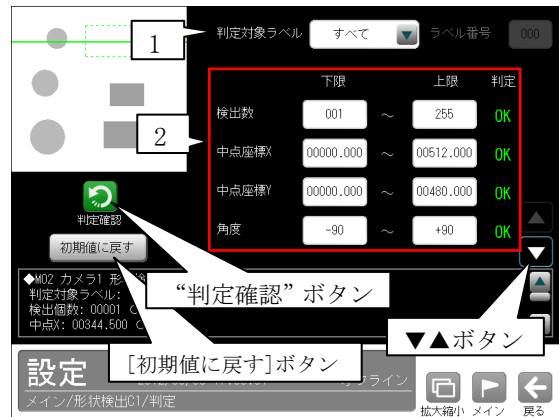 1
判定対象ラベル すべて ラベル番号 000
下限 上限 判定
2
検出数 001 ～ 255 OK
中点座標X 00000.000 ～ 00512.000 OK
中点座標Y 00000.000 ～ 00480.000 OK
角度 -90 ～ +90 OK
判定確認
初期値に戻す
◆M02 カメラ1
判定対象ラベル:
検出個数: 00001
中点X: 00344.500
“判定確認”ボタン
▼▲ボタン
[初期値に戻す]ボタン
設定
メイン/形状検出C1/判定
拡大縮小 メイン 戻る